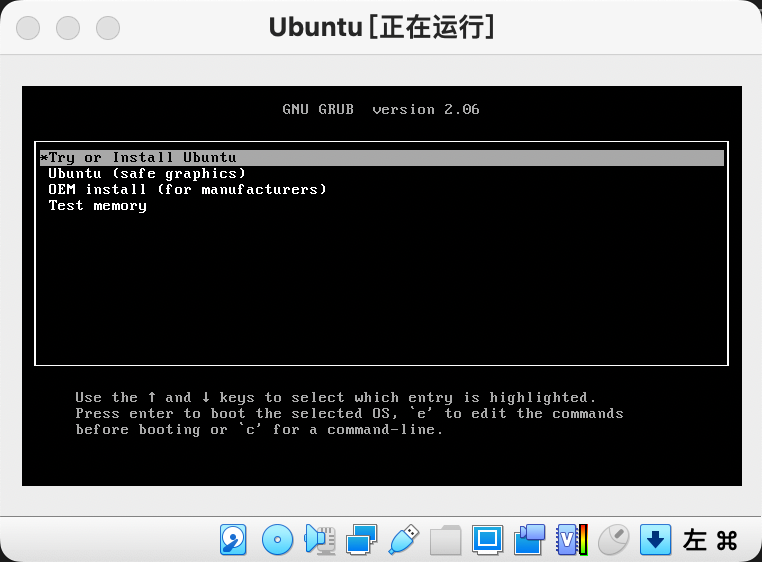 Ubuntu [正在运行]
GNU GRUB  version 2.06
*Try or Install Ubuntu
Ubuntu (safe graphics)
OEM install (for manufacturers)
Test memory
Use the ↑ and ↓ keys to select which entry is highlighted.
Press enter to boot the selected OS, `e' to edit the commands
before booting or `c' for a command-line.
V
左 ⌘